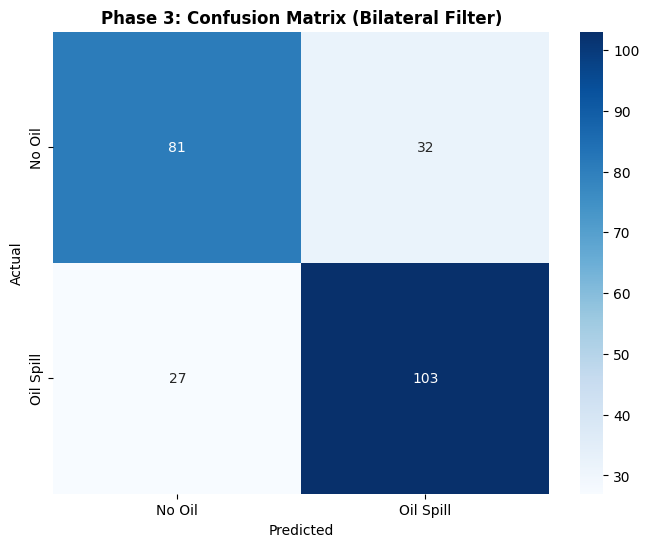 Phase 3: Confusion Matrix (Bilateral Filter)
No Oil
81
32
Oil Spill
27
103
Actual
No Oil
Oil Spill
Predicted
100
90
80
70
60
50
40
30